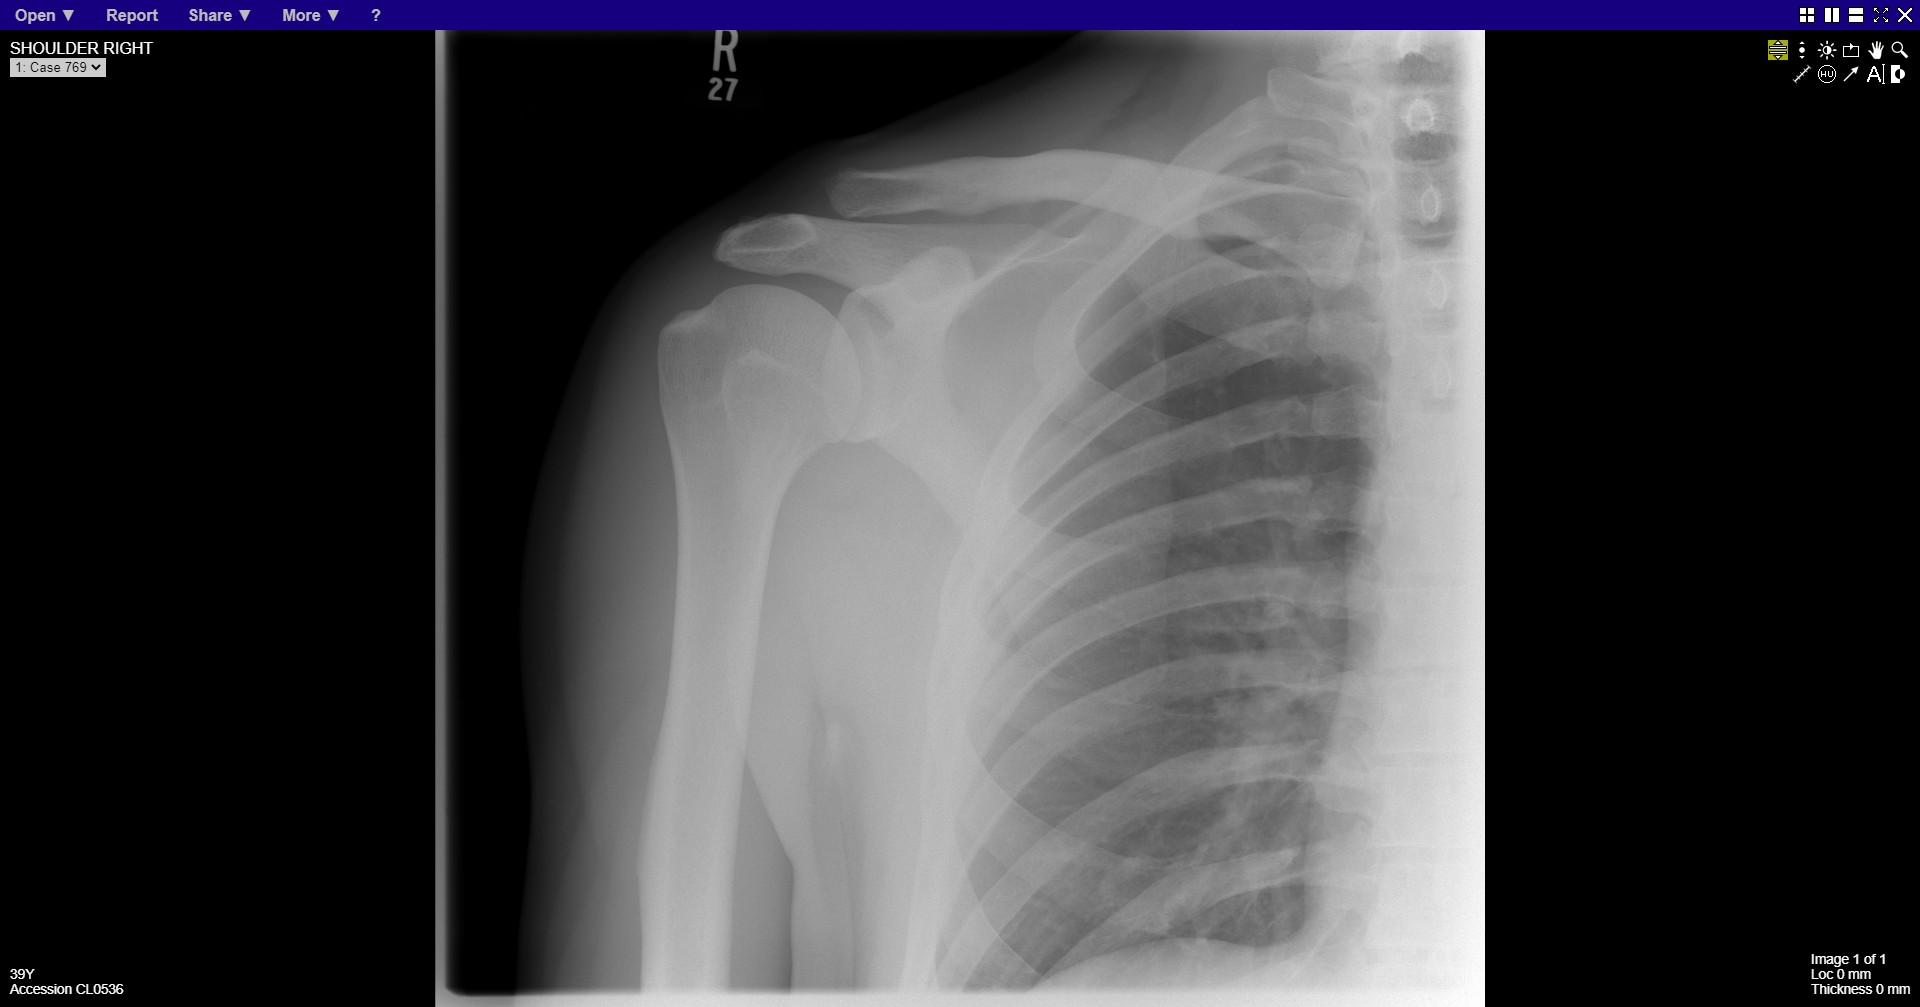 Open ▼ Report Share ▼ More ▼ ?
SHOULDER RIGHT
1: Case 769
R
27
HU
A
39Y
Accession CL0536
Image 1 of 1
Loc 0 mm
Thickness 0 mm